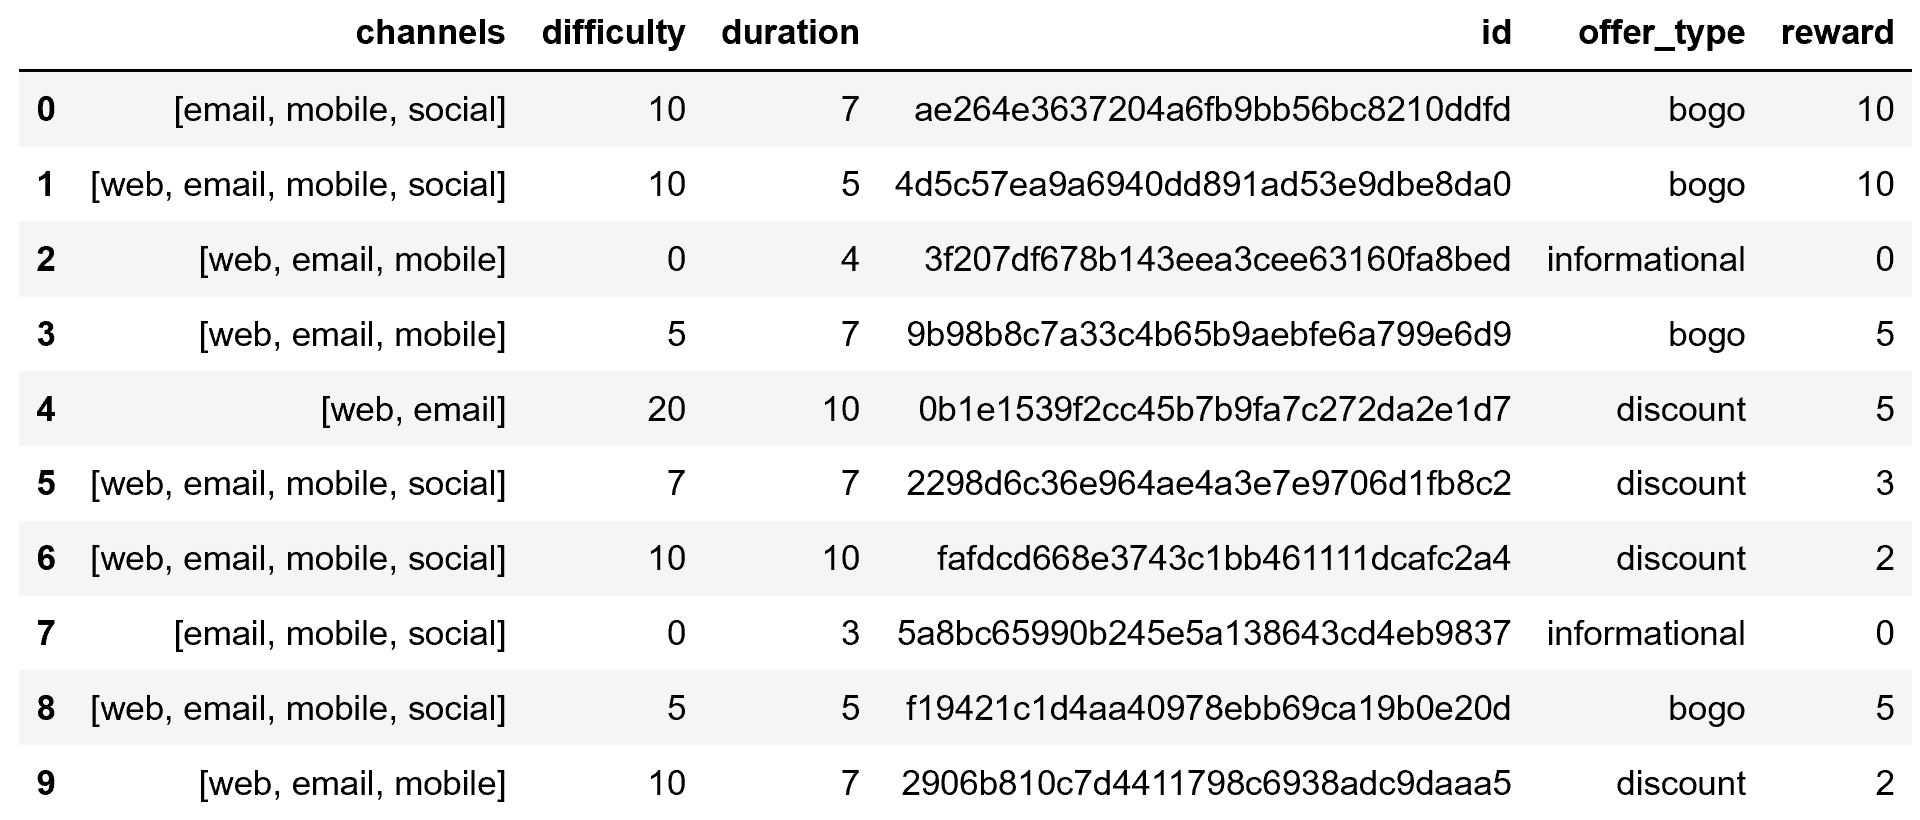 channels difficulty duration id offer_type reward
0 [email, mobile, social] 10 7 ae264e3637204a6fb9bb56bc8210ddfd bogo 10
1 [web, email, mobile, social] 10 5 4d5c57ea9a6940dd891ad53e9dbe8da0 bogo 10
2 [web, email, mobile] 0 4 3f207df678b143eea3cee63160fa8bed informational 0
3 [web, email, mobile] 5 7 9b98b8c7a33c4b65b9aebfe6a799e6d9 bogo 5
4 [web, email] 20 10 0b1e1539f2cc45b7b9fa7c272da2e1d7 discount 5
5 [web, email, mobile, social] 7 7 2298d6c36e964ae4a3e7e9706d1fb8c2 discount 3
6 [web, email, mobile, social] 10 10 fafdcd668e3743c1bb461111dcafc2a4 discount 2
7 [email, mobile, social] 0 3 5a8bc65990b245e5a138643cd4eb9837 informational 0
8 [web, email, mobile, social] 5 5 f19421c1d4aa40978ebb69ca19b0e20d bogo 5
9 [web, email, mobile] 10 7 2906b810c7d4411798c6938adc9daaa5 discount 2